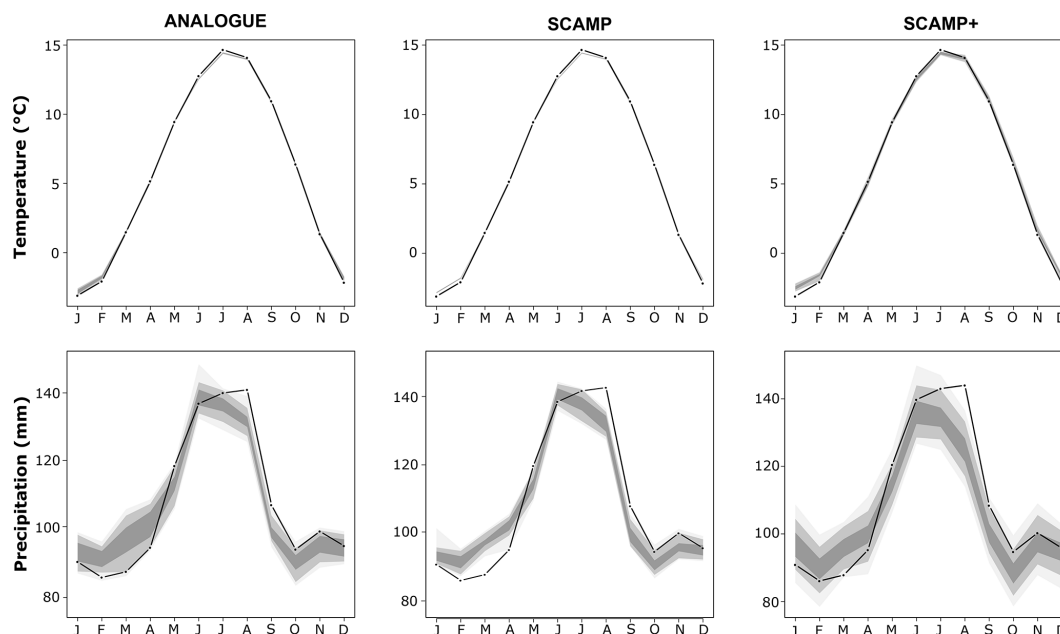 ANALOGUE SCAMP SCAMP+
Temperature (°C)
15 15 15
10 10 10
5 5 5
0 0 0
J F M A M J J A S O N D J F M A M J J A S O N D J F M A M J J A S O N D
Precipitation (mm)
140 140 140
120 120 120
100 100 100
80 80 80
J F M A M J J A S O N D J F M A M J J A S O N D J F M A M J J A S O N D